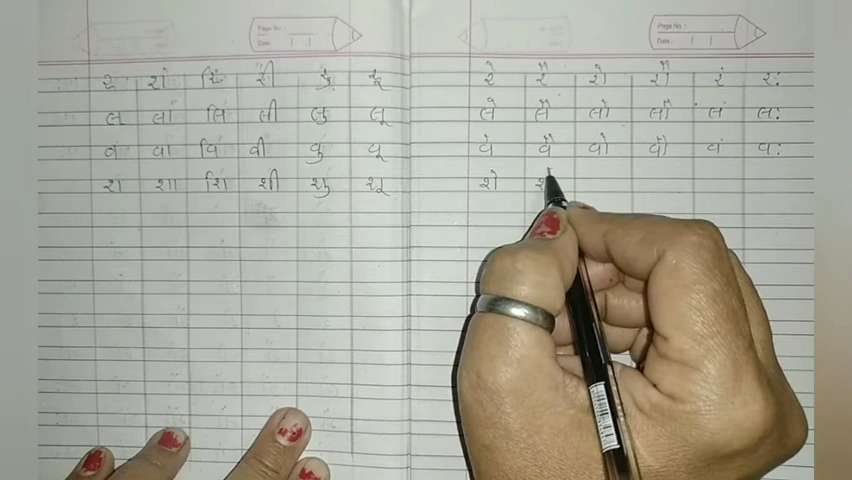 Page No :
Date :
Page No :
Date :
र रा रि री रु रू रे रै रो रौ रं रः
ल ला लि ली लु लू ले लै लो लौ लं लः
व वा वि वी वु वू वे वै वो वौ वं वः
श शा शि शी शु शू शे